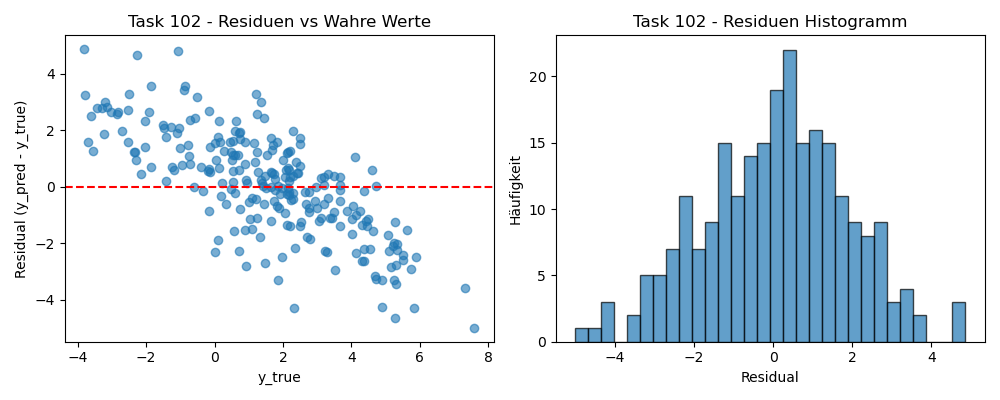 Task 102 - Residuen vs Wahre Werte
Residual (y_pred - y_true)
4
2
0
−2
−4
−4 −2 0 2 4 6 8
y_true
Task 102 - Residuen Histogramm
Häufigkeit
20
15
10
5
0
−4 −2 0 2 4
Residual